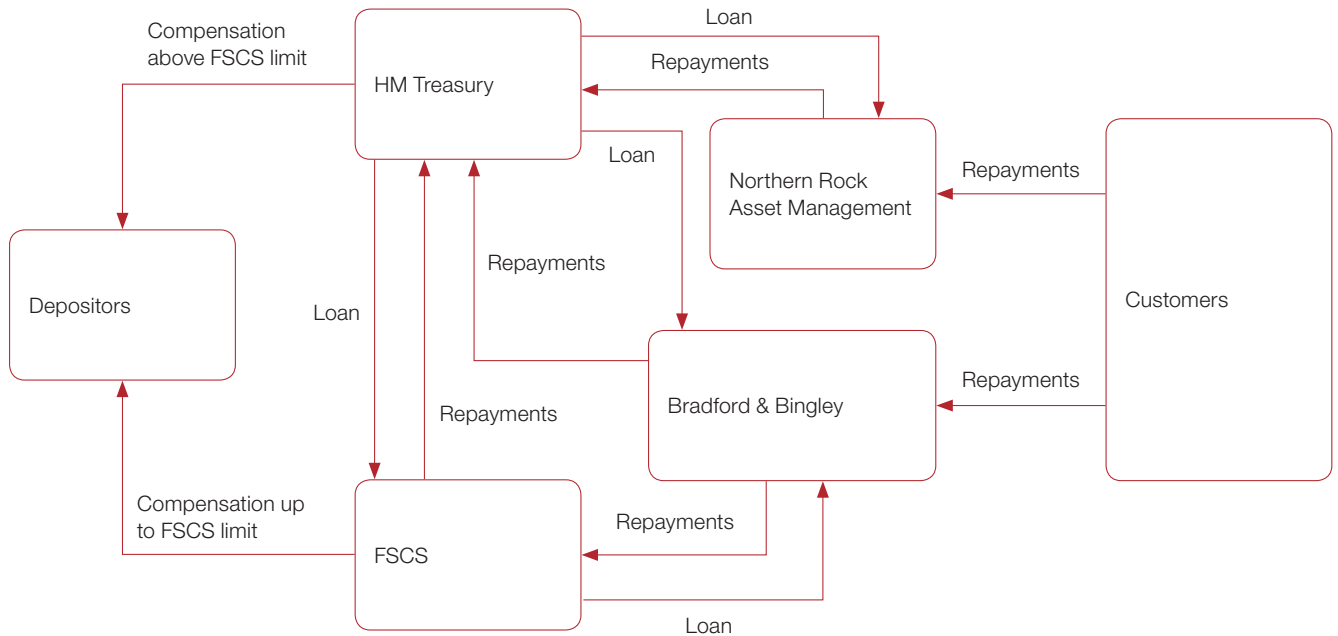 Compensation
above FSCS limit
HM Treasury
Loan
Repayments
Loan
Northern Rock
Asset Management
Repayments
Customers
Depositors
Loan
Repayments
Bradford & Bingley
Repayments
Repayments
Compensation up
to FSCS limit
FSCS
Repayments
Loan